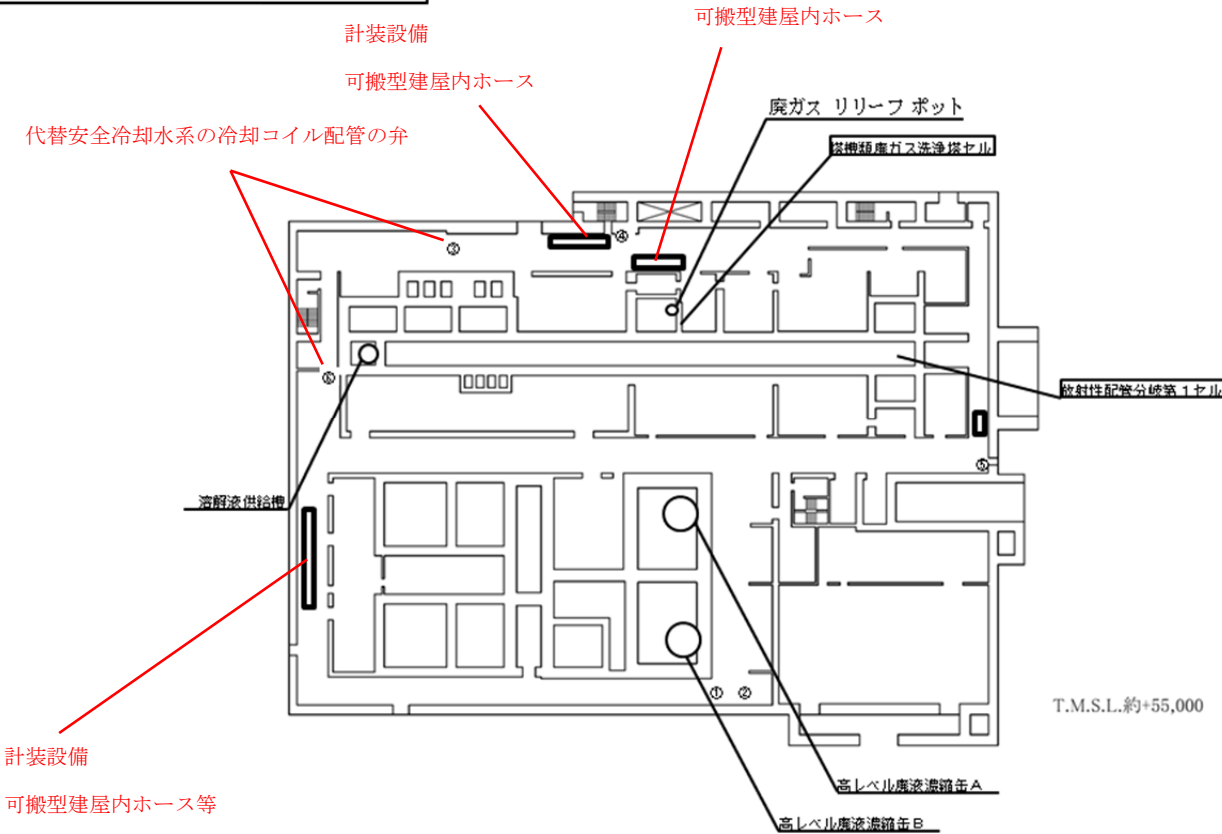 可搬型建屋内ホース
計装設備
可搬型建屋内ホース
廃ガス リリーフ ポット
代替安全冷却水系の冷却コイル配管の弁
塔槽類廃ガス洗浄塔セル
④
③
⑥
放射性配管分岐第1セル
⑤
溶解液供給槽
① ②
T.M.S.L.約+55,000
計装設備
高レベル廃液濃縮缶A
可搬型建屋内ホース等
高レベル廃液濃縮缶B